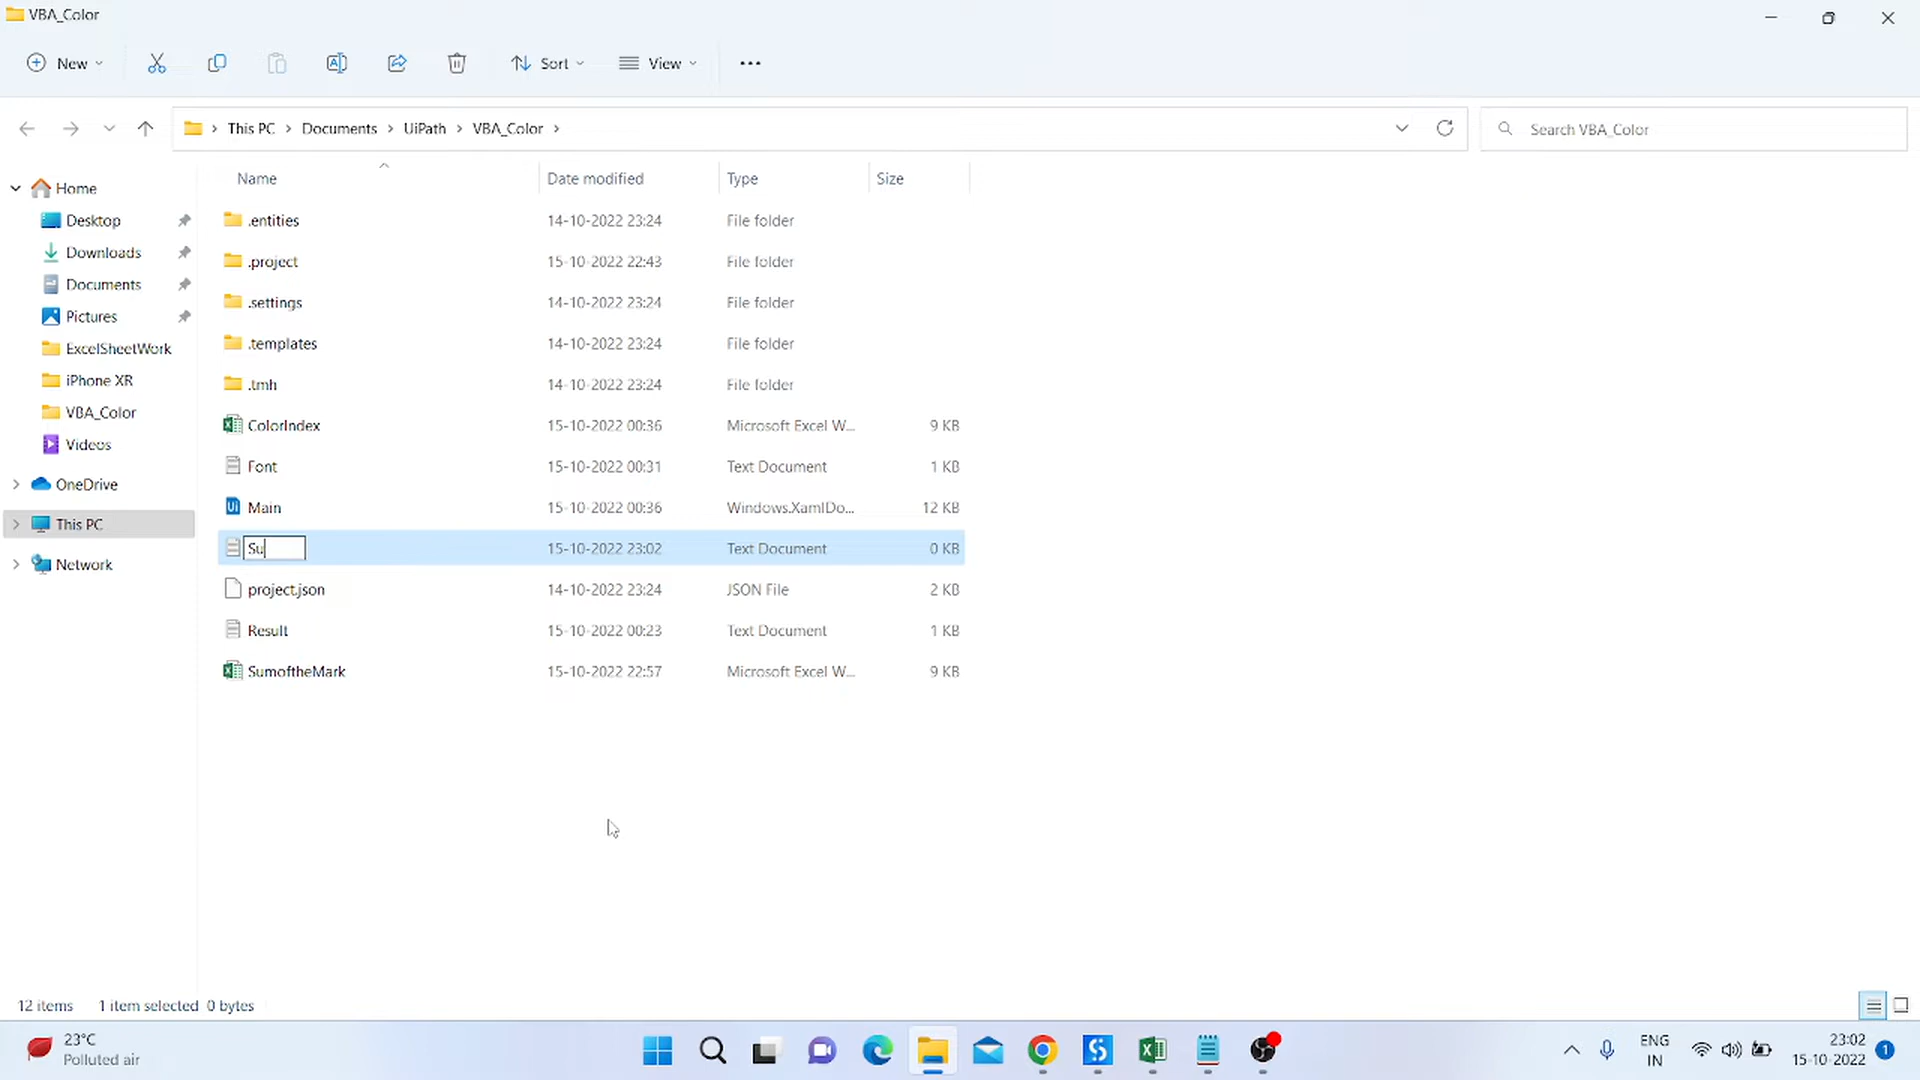 VBA_Color
New
Sort
View
This PC > Documents > UiPath > VBA_Color >
Search VBA_Color
Name Date modified Type Size
Home
Desktop
Downloads
Documents
Pictures
ExcelSheetWork
iPhone XR
VBA_Color
Videos
OneDrive
This PC
Network
.entities 14-10-2022 23:24 File folder
.project 15-10-2022 22:43 File folder
.settings 14-10-2022 23:24 File folder
.templates 14-10-2022 23:24 File folder
.tmh 14-10-2022 23:24 File folder
ColorIndex 15-10-2022 00:36 Microsoft Excel W... 9 KB
Font 15-10-2022 00:31 Text Document 1 KB
Main 15-10-2022 00:36 Windows.XamlDo... 12 KB
Su 15-10-2022 23:02 Text Document 0 KB
project.json 14-10-2022 23:24 JSON File 2 KB
Result 15-10-2022 00:23 Text Document 1 KB
SumoftheMark 15-10-2022 22:57 Microsoft Excel W... 9 KB
12 items 1 item selected 0 bytes
23°C
Polluted air
ENG
IN
23:02
15-10-2022
1